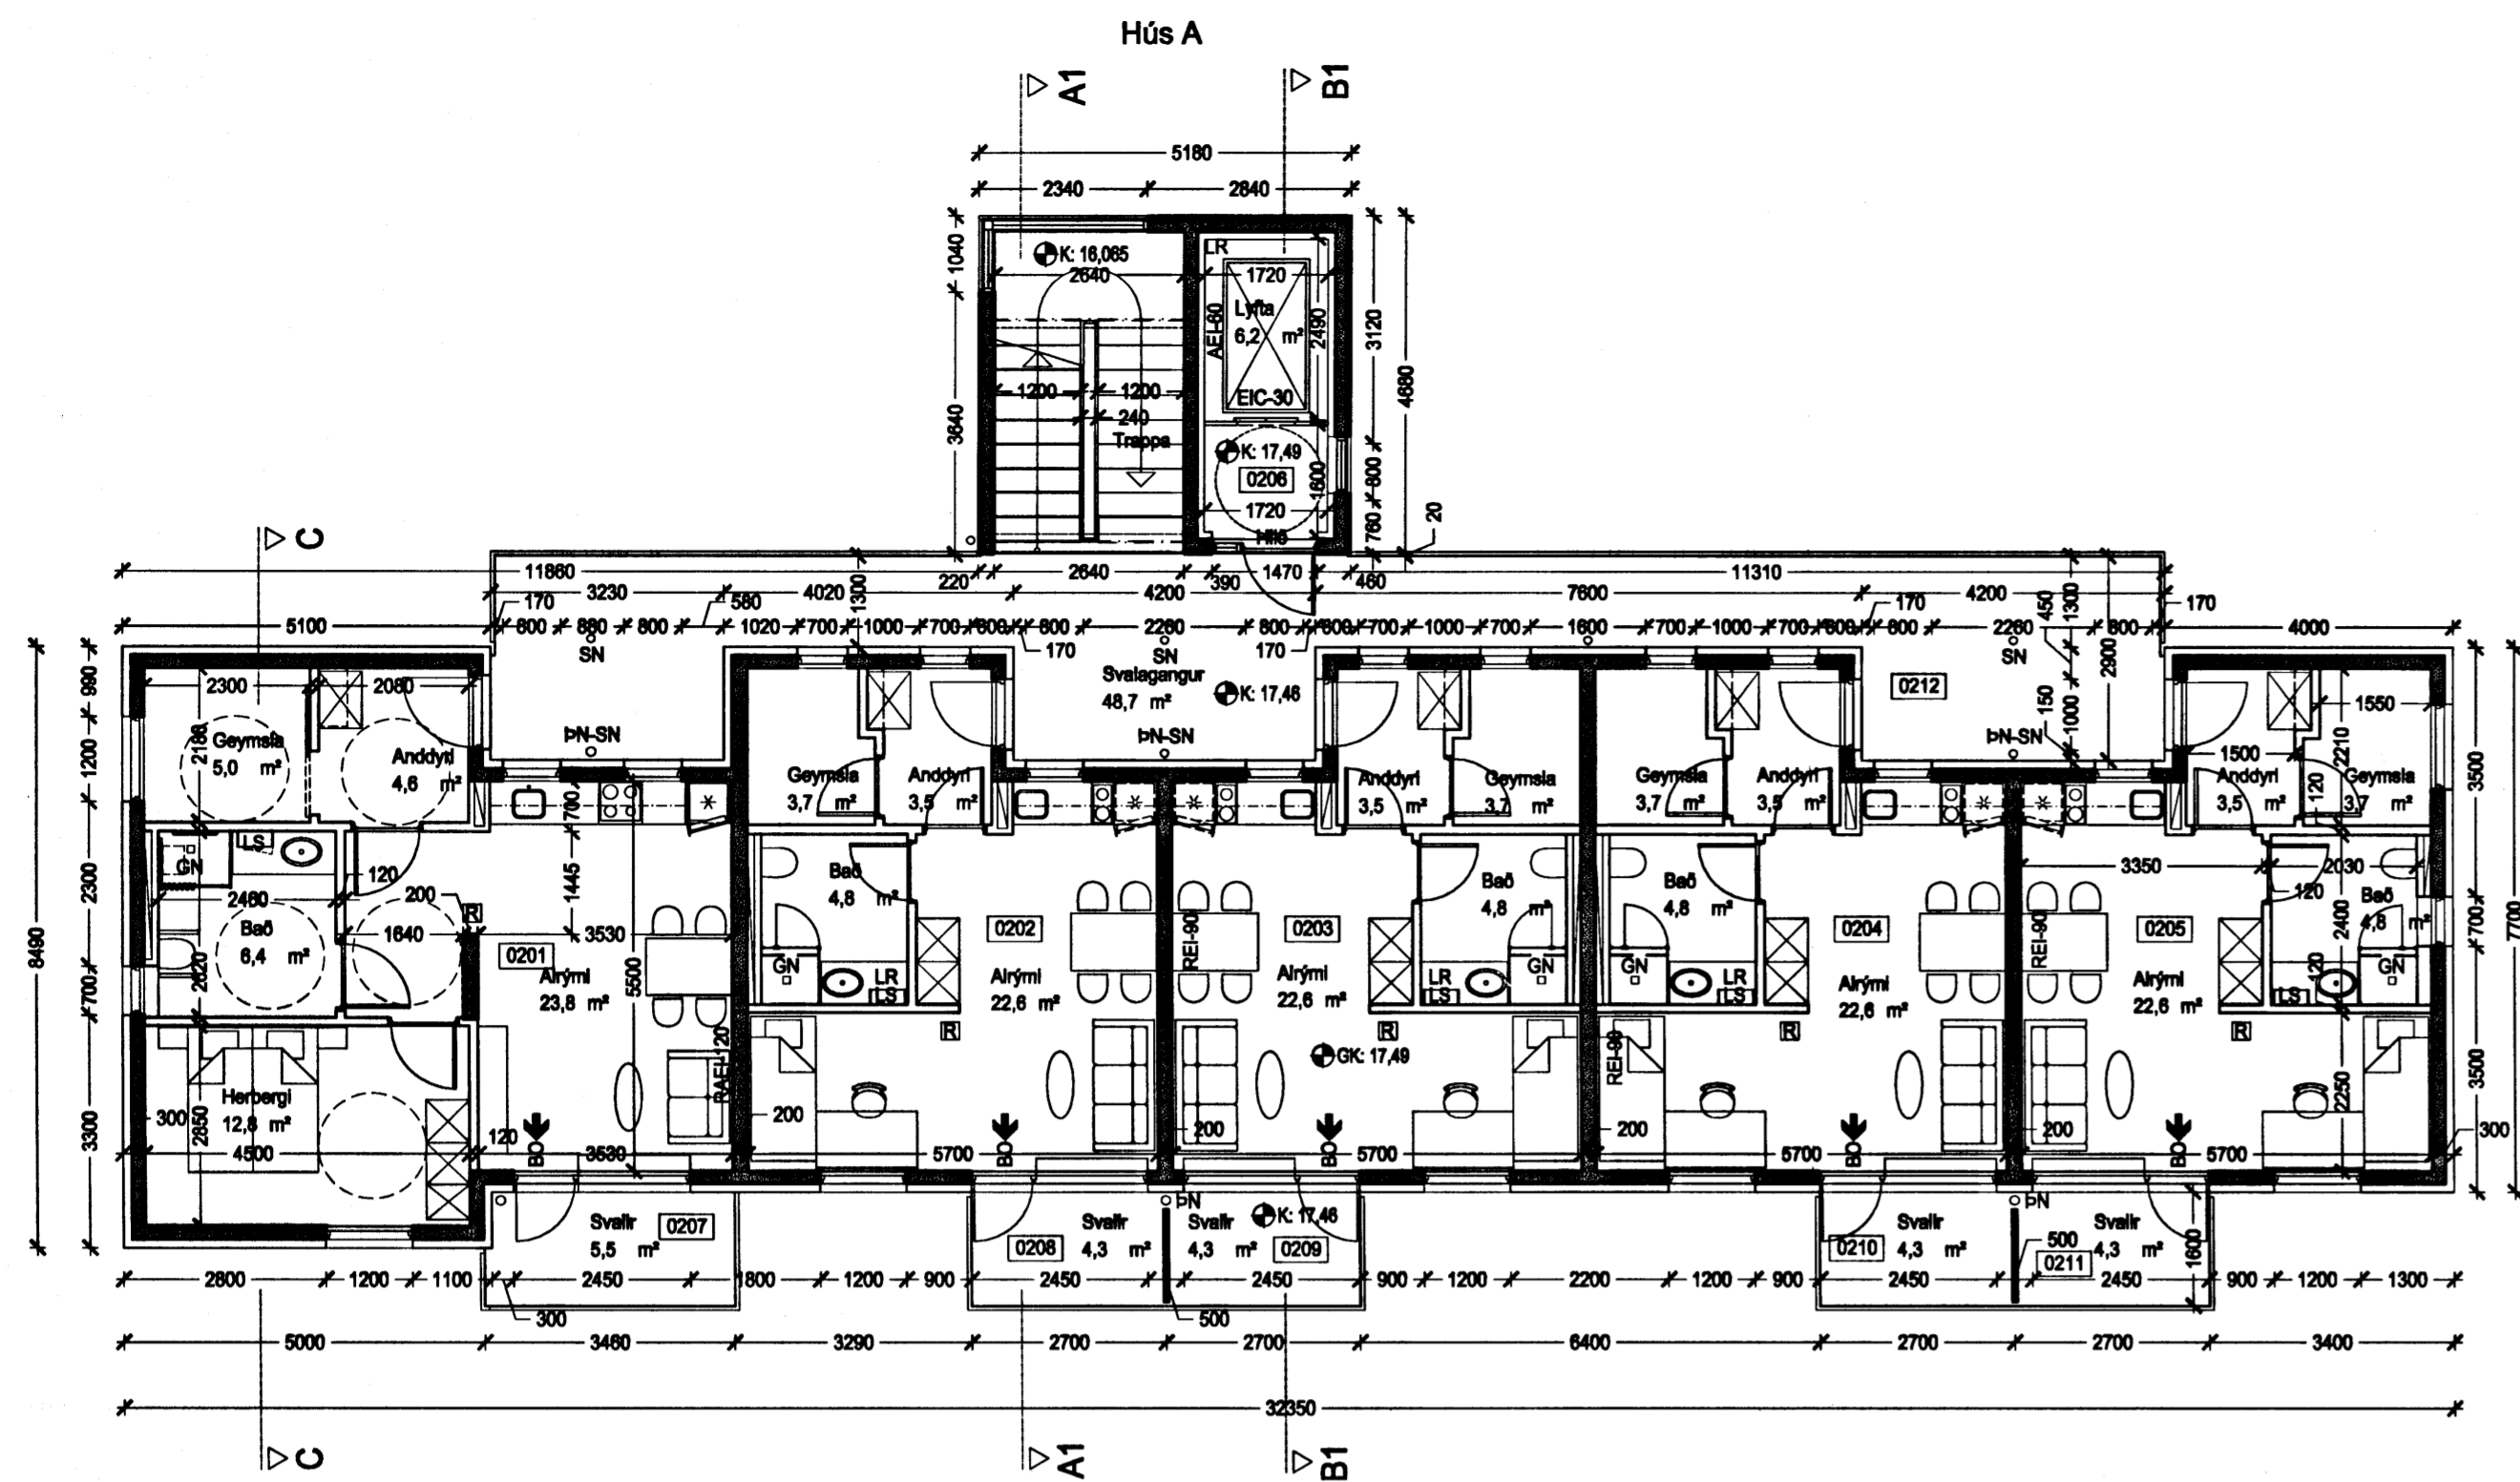 Hús A
A1
B1
5180
2340
2840
1040
K: 16,065
2640
LR
1720
Lyfta
6,2 m²
AEI-60
2490
3120
4680
3640
1200
1200
240
Trappa
EIC-30
K: 17,49
0206
1600
1720
800
760
20
C
11860
220
2640
390
1470
460
11310
3230
4020
1300
4200
7600
4200
450
1300
170
580
170
170
5100
800
880
800
1020
700
1000
700
600
800
2260
800
600
700
1000
700
1600
700
1000
700
600
800
2260
800
4000
SN
170
SN
170
SN
2900
990
2300
2080
Svalagangur
48,7 m²
K: 17,46
0212
150
1000
1550
2180
Geymsla
5,0 m²
Anddyri
4,6 m²
ÞN-SN
ÞN-SN
ÞN-SN
1500
2210
1200
3500
Geymsla
3,7 m²
Anddyri
3,5 m²
Anddyri
3,5 m²
Geymsla
3,7 m²
Geymsla
3,7 m²
Anddyri
3,5 m²
Anddyri
3,5 m²
Geymsla
3,7 m²
120
700
LS
GN
120
1445
2300
2460
200
R
3350
2030
120
Bað
6,4 m²
1640
3530
Bað
4,8 m²
Bað
4,8 m²
Bað
4,8 m²
Bað
4,8 m²
8490
2620
700
0201
0202
0203
0204
0205
REI-90
REI-90
2400
700
7700
Alrými
23,8 m²
5500
Alrými
22,6 m²
Alrými
22,6 m²
Alrými
22,6 m²
Alrými
22,6 m²
GN
LR
LS
LR
LS
GN
GN
LR
LS
LS
120
GN
R
R
R
R
RAEI-120
GK: 17,49
REI-90
3300
Herbergi
12,8 m²
300
2850
4500
120
BO
3530
200
5700
BO
200
5700
BO
200
5700
BO
200
5700
BO
2250
3500
300
ÞN
ÞN
Svalir
5,5 m²
0207
0208
Svalir
4,3 m²
Svalir
4,3 m²
K: 17,46
0209
0210
Svalir
4,3 m²
500
Svalir
4,3 m²
0211
1600
2800
1200
1100
2450
1800
1200
900
2450
2450
900
1200
2200
1200
900
2450
2450
900
1200
1300
300
500
5000
3460
3290
2700
2700
6400
2700
2700
3400
32350
C
A1
B1